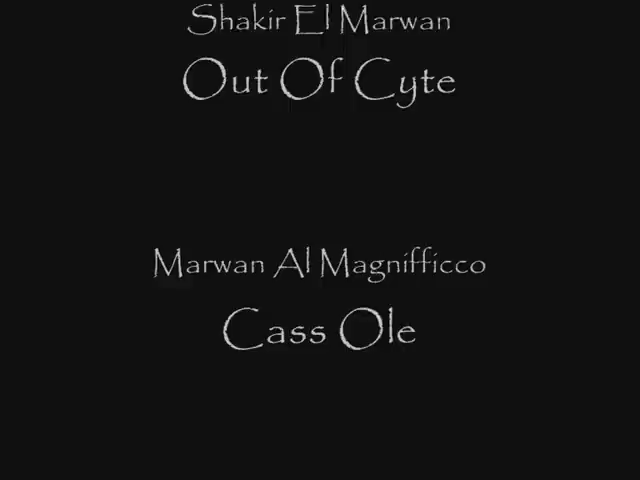 Shakir El Marwan
Out Of Cyte
Marwan Al Magnifficco
Cass Ole